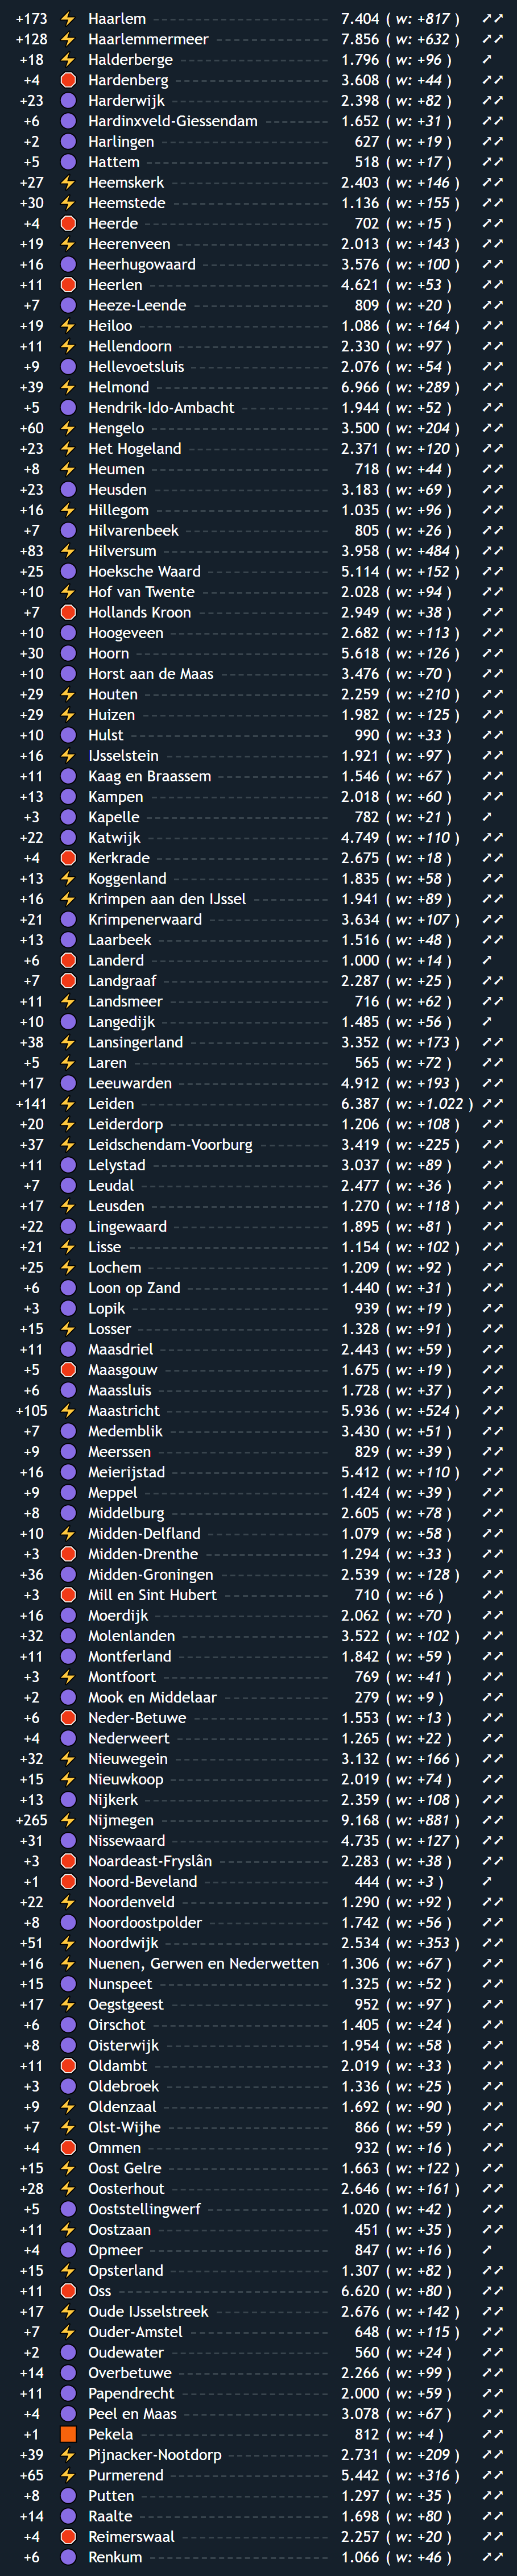 +173 Haarlem 7.404 ( w: +817 )
+128 Haarlemmermeer 7.856 ( w: +632 )
+18 Halderberge 1.796 ( w: +96 )
+4 Hardenberg 3.608 ( w: +44 )
+23 Harderwijk 2.398 ( w: +82 )
+6 Hardinxveld-Giessendam 1.652 ( w: +31 )
+2 Harlingen 627 ( w: +19 )
+5 Hattem 518 ( w: +17 )
+27 Heemskerk 2.403 ( w: +146 )
+30 Heemstede 1.136 ( w: +155 )
+4 Heerde 702 ( w: +15 )
+19 Heerenveen 2.013 ( w: +143 )
+16 Heerhugowaard 3.576 ( w: +100 )
+11 Heerlen 4.621 ( w: +53 )
+7 Heeze-Leende 809 ( w: +20 )
+19 Heiloo 1.086 ( w: +164 )
+11 Hellendoorn 2.330 ( w: +97 )
+9 Hellevoetsluis 2.076 ( w: +54 )
+39 Helmond 6.966 ( w: +289 )
+5 Hendrik-Ido-Ambacht 1.944 ( w: +52 )
+60 Hengelo 3.500 ( w: +204 )
+23 Het Hogeland 2.371 ( w: +120 )
+8 Heumen 718 ( w: +44 )
+23 Heusden 3.183 ( w: +69 )
+16 Hillegom 1.035 ( w: +96 )
+7 Hilvarenbeek 805 ( w: +26 )
+83 Hilversum 3.958 ( w: +484 )
+25 Hoeksche Waard 5.114 ( w: +152 )
+10 Hof van Twente 2.028 ( w: +94 )
+7 Hollands Kroon 2.949 ( w: +38 )
+10 Hoogeveen 2.682 ( w: +113 )
+30 Hoorn 5.618 ( w: +126 )
+10 Horst aan de Maas 3.476 ( w: +70 )
+29 Houten 2.259 ( w: +210 )
+29 Huizen 1.982 ( w: +125 )
+10 Hulst 990 ( w: +33 )
+16 IJsselstein 1.921 ( w: +97 )
+11 Kaag en Braassem 1.546 ( w: +67 )
+13 Kampen 2.018 ( w: +60 )
+3 Kapelle 782 ( w: +21 )
+22 Katwijk 4.749 ( w: +110 )
+4 Kerkrade 2.675 ( w: +18 )
+13 Koggenland 1.835 ( w: +58 )
+16 Krimpen aan den IJssel 1.941 ( w: +89 )
+21 Krimpenerwaard 3.634 ( w: +107 )
+13 Laarbeek 1.516 ( w: +48 )
+6 Landerd 1.000 ( w: +14 )
+7 Landgraaf 2.287 ( w: +25 )
+11 Landsmeer 716 ( w: +62 )
+10 Langedijk 1.485 ( w: +56 )
+38 Lansingerland 3.352 ( w: +173 )
+5 Laren 565 ( w: +72 )
+17 Leeuwarden 4.912 ( w: +193 )
+141 Leiden 6.387 ( w: +1.022 )
+20 Leiderdorp 1.206 ( w: +108 )
+37 Leidschendam-Voorburg 3.419 ( w: +225 )
+11 Lelystad 3.037 ( w: +89 )
+7 Leudal 2.477 ( w: +36 )
+17 Leusden 1.270 ( w: +118 )
+22 Lingewaard 1.895 ( w: +81 )
+21 Lisse 1.154 ( w: +102 )
+25 Lochem 1.209 ( w: +92 )
+6 Loon op Zand 1.440 ( w: +31 )
+3 Lopik 939 ( w: +19 )
+15 Losser 1.328 ( w: +91 )
+11 Maasdriel 2.443 ( w: +59 )
+5 Maasgouw 1.675 ( w: +19 )
+6 Maassluis 1.728 ( w: +37 )
+105 Maastricht 5.936 ( w: +524 )
+7 Medemblik 3.430 ( w: +51 )
+9 Meerssen 829 ( w: +39 )
+16 Meierijstad 5.412 ( w: +110 )
+9 Meppel 1.424 ( w: +39 )
+8 Middelburg 2.605 ( w: +78 )
+10 Midden-Delfland 1.079 ( w: +58 )
+3 Midden-Drenthe 1.294 ( w: +33 )
+36 Midden-Groningen 2.539 ( w: +128 )
+3 Mill en Sint Hubert 710 ( w: +6 )
+16 Moerdijk 2.062 ( w: +70 )
+32 Molenlanden 3.522 ( w: +102 )
+11 Montferland 1.842 ( w: +59 )
+3 Montfoort 769 ( w: +41 )
+2 Mook en Middelaar 279 ( w: +9 )
+6 Neder-Betuwe 1.553 ( w: +13 )
+4 Nederweert 1.265 ( w: +22 )
+32 Nieuwegein 3.132 ( w: +166 )
+15 Nieuwkoop 2.019 ( w: +74 )
+13 Nijkerk 2.359 ( w: +108 )
+265 Nijmegen 9.168 ( w: +881 )
+31 Nissewaard 4.735 ( w: +127 )
+3 Noardeast-Fryslân 2.283 ( w: +38 )
+1 Noord-Beveland 444 ( w: +3 )
+22 Noordenveld 1.290 ( w: +92 )
+8 Noordoostpolder 1.742 ( w: +56 )
+51 Noordwijk 2.534 ( w: +353 )
+16 Nuenen, Gerwen en Nederwetten 1.306 ( w: +67 )
+15 Nunspeet 1.325 ( w: +52 )
+17 Oegstgeest 952 ( w: +97 )
+6 Oirschot 1.405 ( w: +24 )
+8 Oisterwijk 1.954 ( w: +58 )
+11 Oldambt 2.019 ( w: +33 )
+3 Oldebroek 1.336 ( w: +25 )
+9 Oldenzaal 1.692 ( w: +90 )
+7 Olst-Wijhe 866 ( w: +59 )
+4 Ommen 932 ( w: +16 )
+15 Oost Gelre 1.663 ( w: +122 )
+28 Oosterhout 2.646 ( w: +161 )
+5 Ooststellingwerf 1.020 ( w: +42 )
+11 Oostzaan 451 ( w: +35 )
+4 Opmeer 847 ( w: +16 )
+15 Opsterland 1.307 ( w: +82 )
+11 Oss 6.620 ( w: +80 )
+17 Oude IJsselstreek 2.676 ( w: +142 )
+7 Ouder-Amstel 648 ( w: +115 )
+2 Oudewater 560 ( w: +24 )
+14 Overbetuwe 2.266 ( w: +99 )
+11 Papendrecht 2.000 ( w: +59 )
+4 Peel en Maas 3.078 ( w: +67 )
+1 Pekela 812 ( w: +4 )
+39 Pijnacker-Nootdorp 2.731 ( w: +209 )
+65 Purmerend 5.442 ( w: +316 )
+8 Putten 1.297 ( w: +35 )
+14 Raalte 1.698 ( w: +80 )
+4 Reimerswaal 2.257 ( w: +20 )
+6 Renkum 1.066 ( w: +46 )